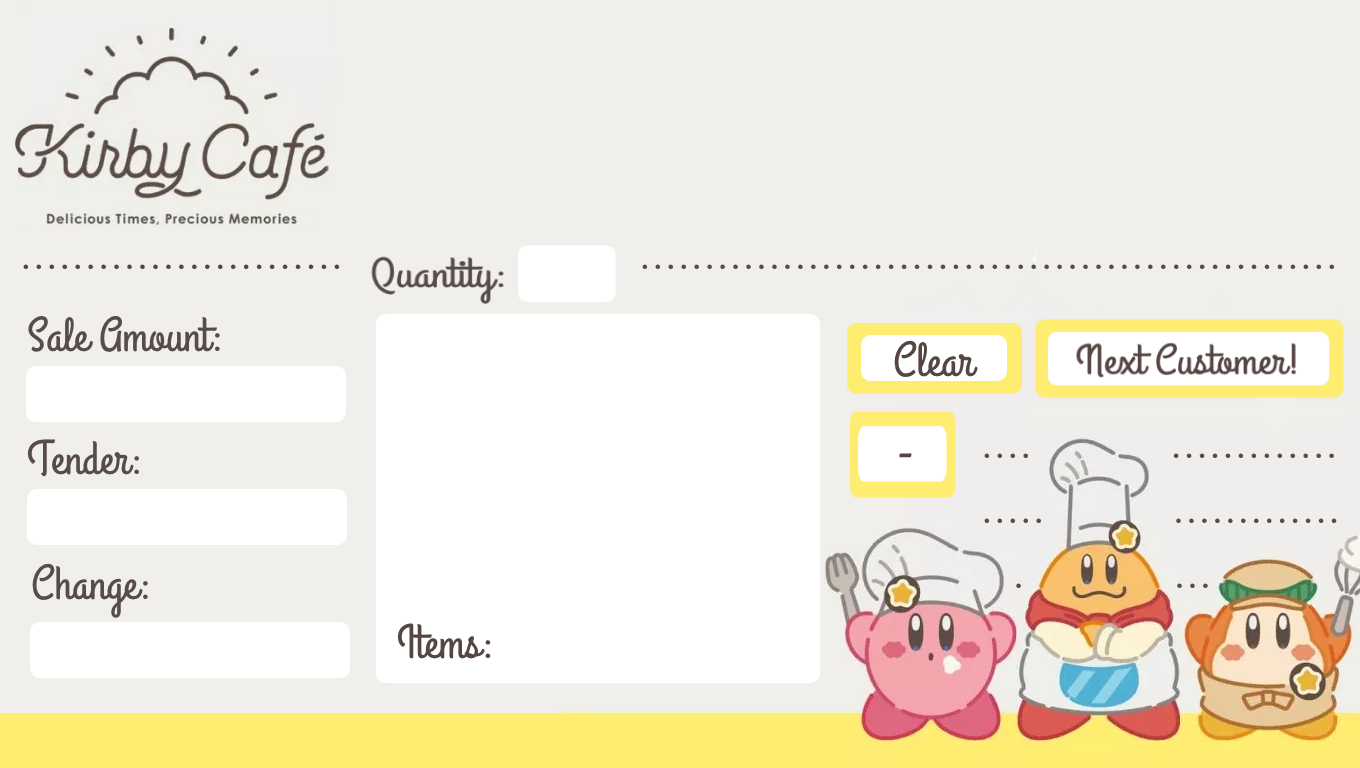 Kirby Café
Delicious Times, Precious Memories
Quantity:
Sale Amount:
Tender:
Change:
Items:
Clear
Next Customer!
-